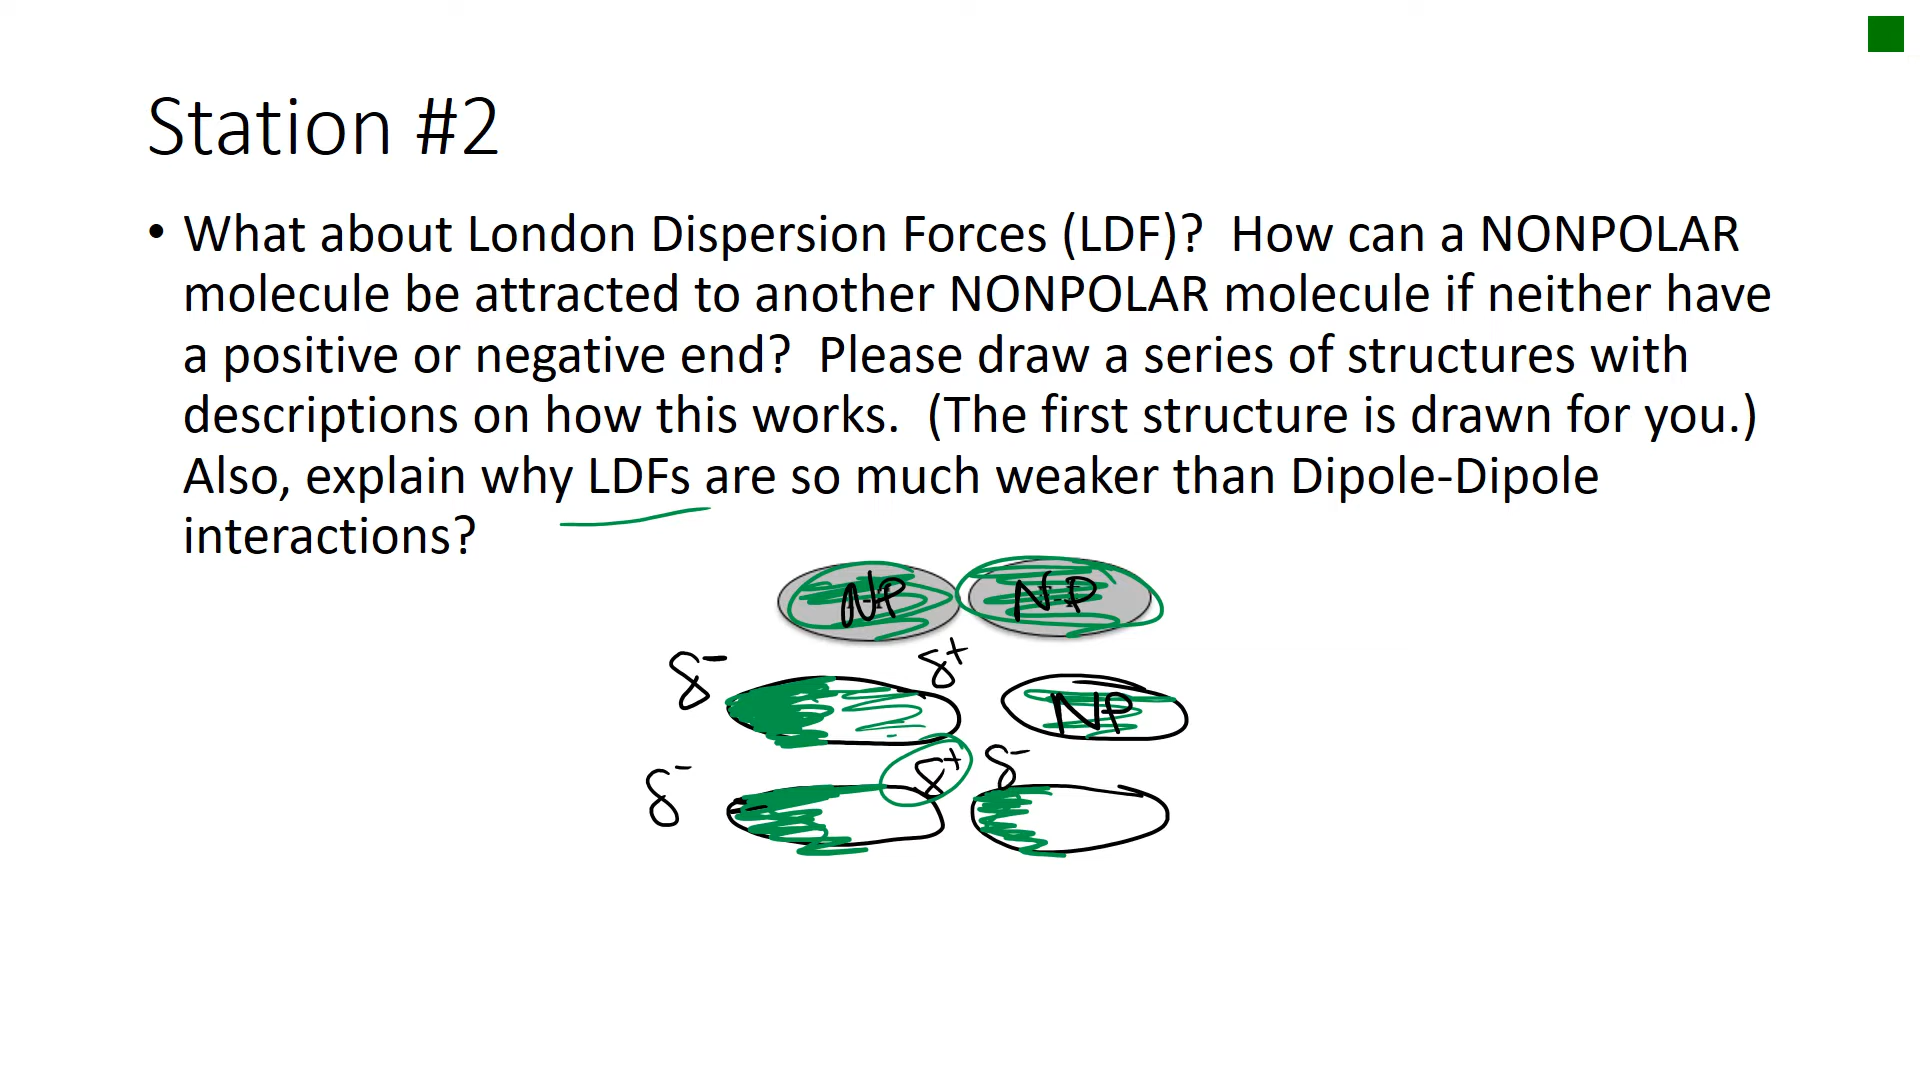 Station #2
• What about London Dispersion Forces (LDF)? How can a NONPOLAR
molecule be attracted to another NONPOLAR molecule if neither have
a positive or negative end? Please draw a series of structures with
descriptions on how this works. (The first structure is drawn for you.)
Also, explain why LDFs are so much weaker than Dipole-Dipole
interactions?
NP NP
δ- δ+
NP
δ- δ+ δ-